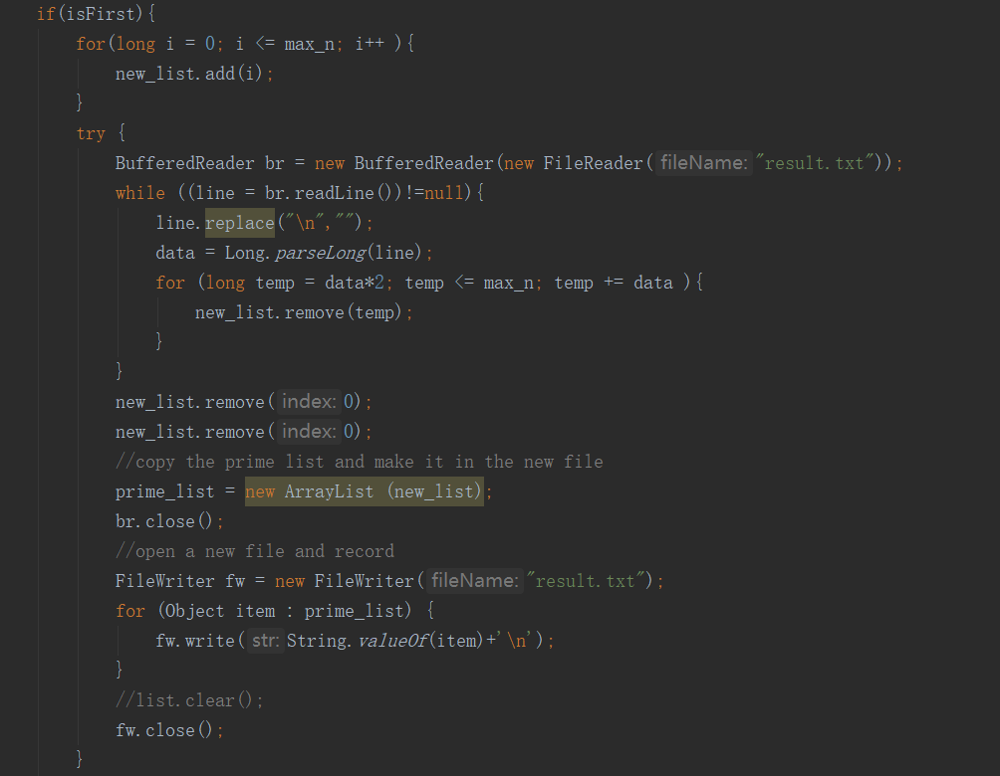 if(isFirst){
for(long i = 0; i <= max_n; i++ ){
new_list.add(i);
}
try {
BufferedReader br = new BufferedReader(new FileReader( fileName: "result.txt"));
while ((line = br.readLine())!=null){
line.replace("\n","");
data = Long.parseLong(line);
for (long temp = data*2; temp <= max_n; temp += data ){
new_list.remove(temp);
}
}
new_list.remove( index: 0);
new_list.remove( index: 0);
//copy the prime list and make it in the new file
prime_list = new ArrayList (new_list);
br.close();
//open a new file and record
FileWriter fw = new FileWriter( fileName: "result.txt");
for (Object item : prime_list) {
fw.write( str: String.valueOf(item)+'\n');
}
//list.clear();
fw.close();
}